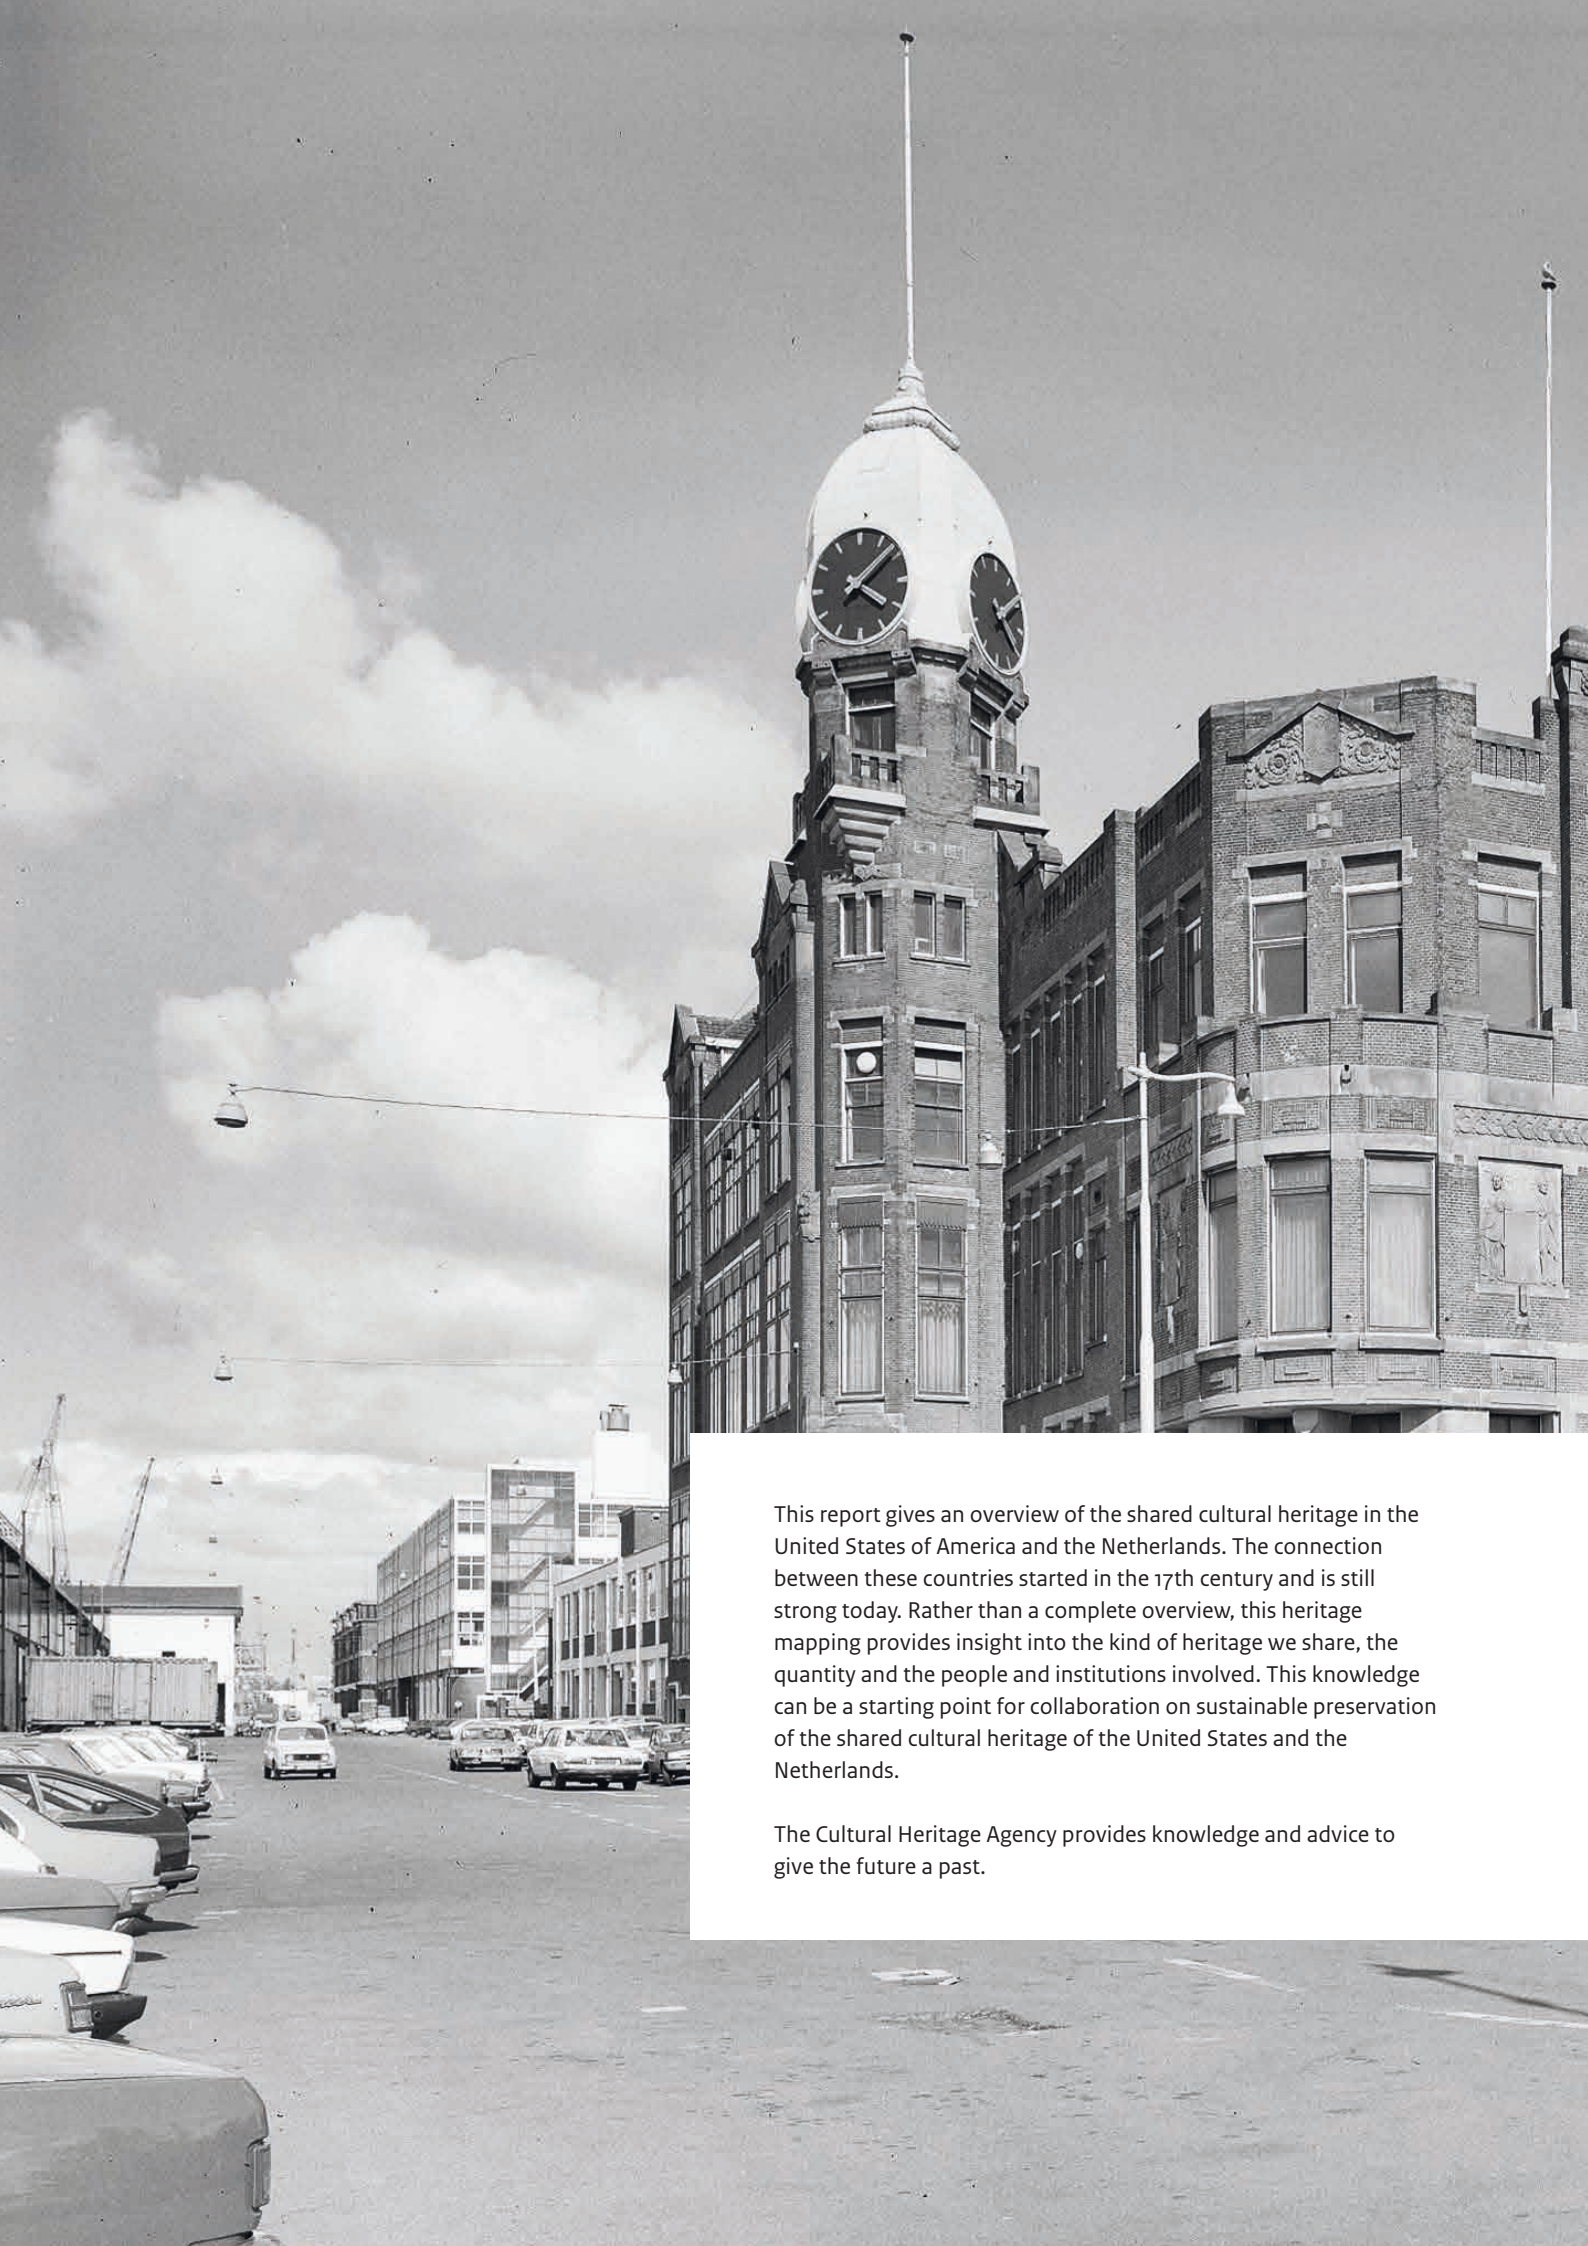 This report gives an overview of the shared cultural heritage in the
United States of America and the Netherlands. The connection
between these countries started in the 17th century and is still
strong today. Rather than a complete overview, this heritage
mapping provides insight into the kind of heritage we share, the
quantity and the people and institutions involved. This knowledge
can be a starting point for collaboration on sustainable preservation
of the shared cultural heritage of the United States and the
Netherlands.
The Cultural Heritage Agency provides knowledge and advice to
give the future a past.